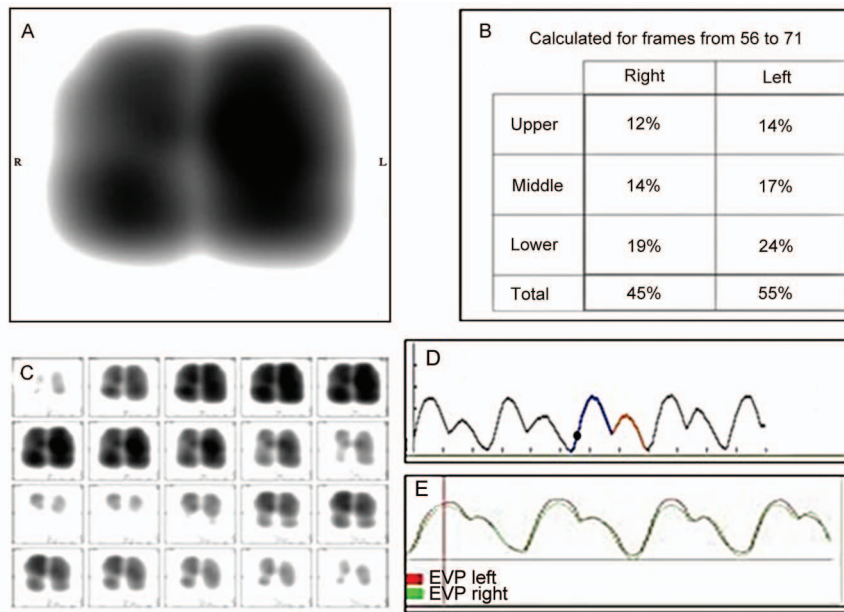 A
R
L
B
Calculated for frames from 56 to 71
Right Left
Upper 12% 14%
Middle 14% 17%
Lower 19% 24%
Total 45% 55%
C
D
E
EVP left
EVP right